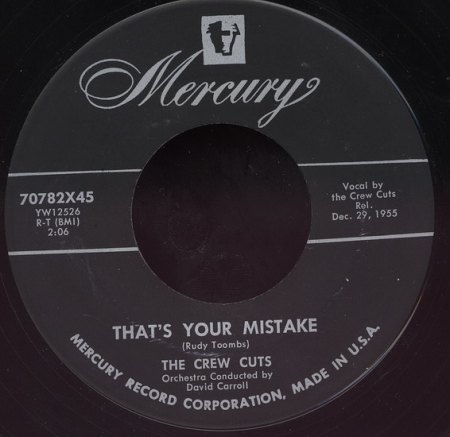 Mercury
70782X45
YW12526
R-T (BMI)
2:06
Vocal by
the Crew Cuts
Rel.
Dec. 29, 1955
THAT'S YOUR MISTAKE
(Rudy Toombs)
THE CREW CUTS
Orchestra Conducted by
David Carroll
MERCURY RECORD CORPORATION, MADE IN U.S.A.